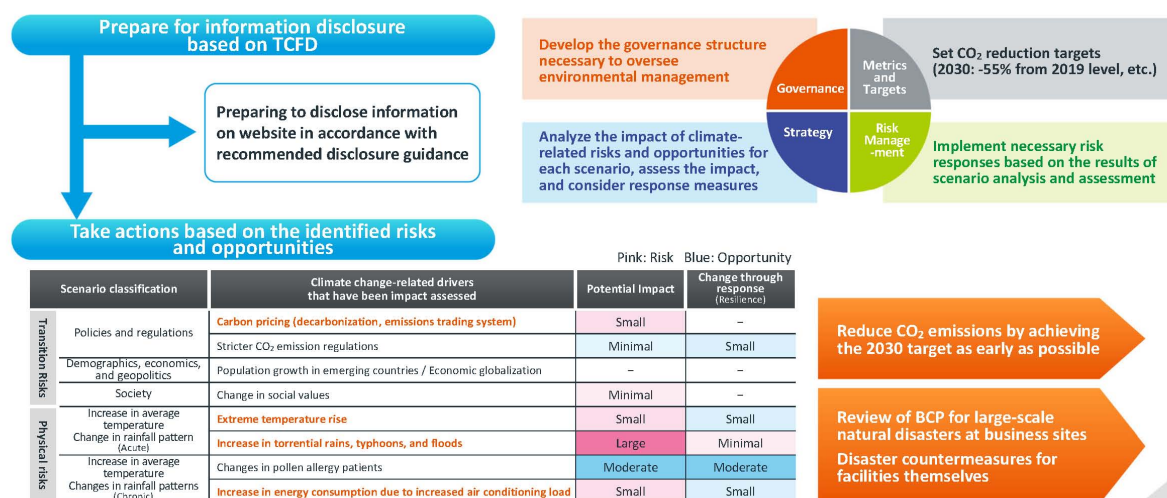 Prepare for information disclosure
based on TCFD
Preparing to disclose information
on website in accordance with
recommended disclosure guidance
Develop the governance structure
necessary to oversee
environmental management
Governance
Metrics
and
Targets
Set CO₂ reduction targets
(2030: -55% from 2019 level, etc.)
Analyze the impact of climate-
related risks and opportunities for
each scenario, assess the impact,
and consider response measures
Strategy
Risk
Manage
-ment
Implement necessary risk
responses based on the results of
scenario analysis and assessment
Take actions based on the identified risks
and opportunities
Pink: Risk Blue: Opportunity
Scenario classification
Climate change-related drivers
that have been impact assessed
Potential Impact
Change through
response
(Resilience)
Transition Risks
Policies and regulations
Carbon pricing (decarbonization, emissions trading system)
Small
–
Stricter CO₂ emission regulations
Minimal
Small
Demographics, economics,
and geopolitics
Population growth in emerging countries / Economic globalization
–
–
Society
Change in social values
Minimal
–
Physical risks
Increase in average
temperature
Change in rainfall pattern
(Acute)
Extreme temperature rise
Small
Small
Increase in torrential rains, typhoons, and floods
Large
Minimal
Increase in average
temperature
Changes in rainfall patterns
(Chronic)
Changes in pollen allergy patients
Moderate
Moderate
Increase in energy consumption due to increased air conditioning load
Small
Small
Reduce CO₂ emissions by achieving
the 2030 target as early as possible
Review of BCP for large-scale
natural disasters at business sites
Disaster countermeasures for
facilities themselves